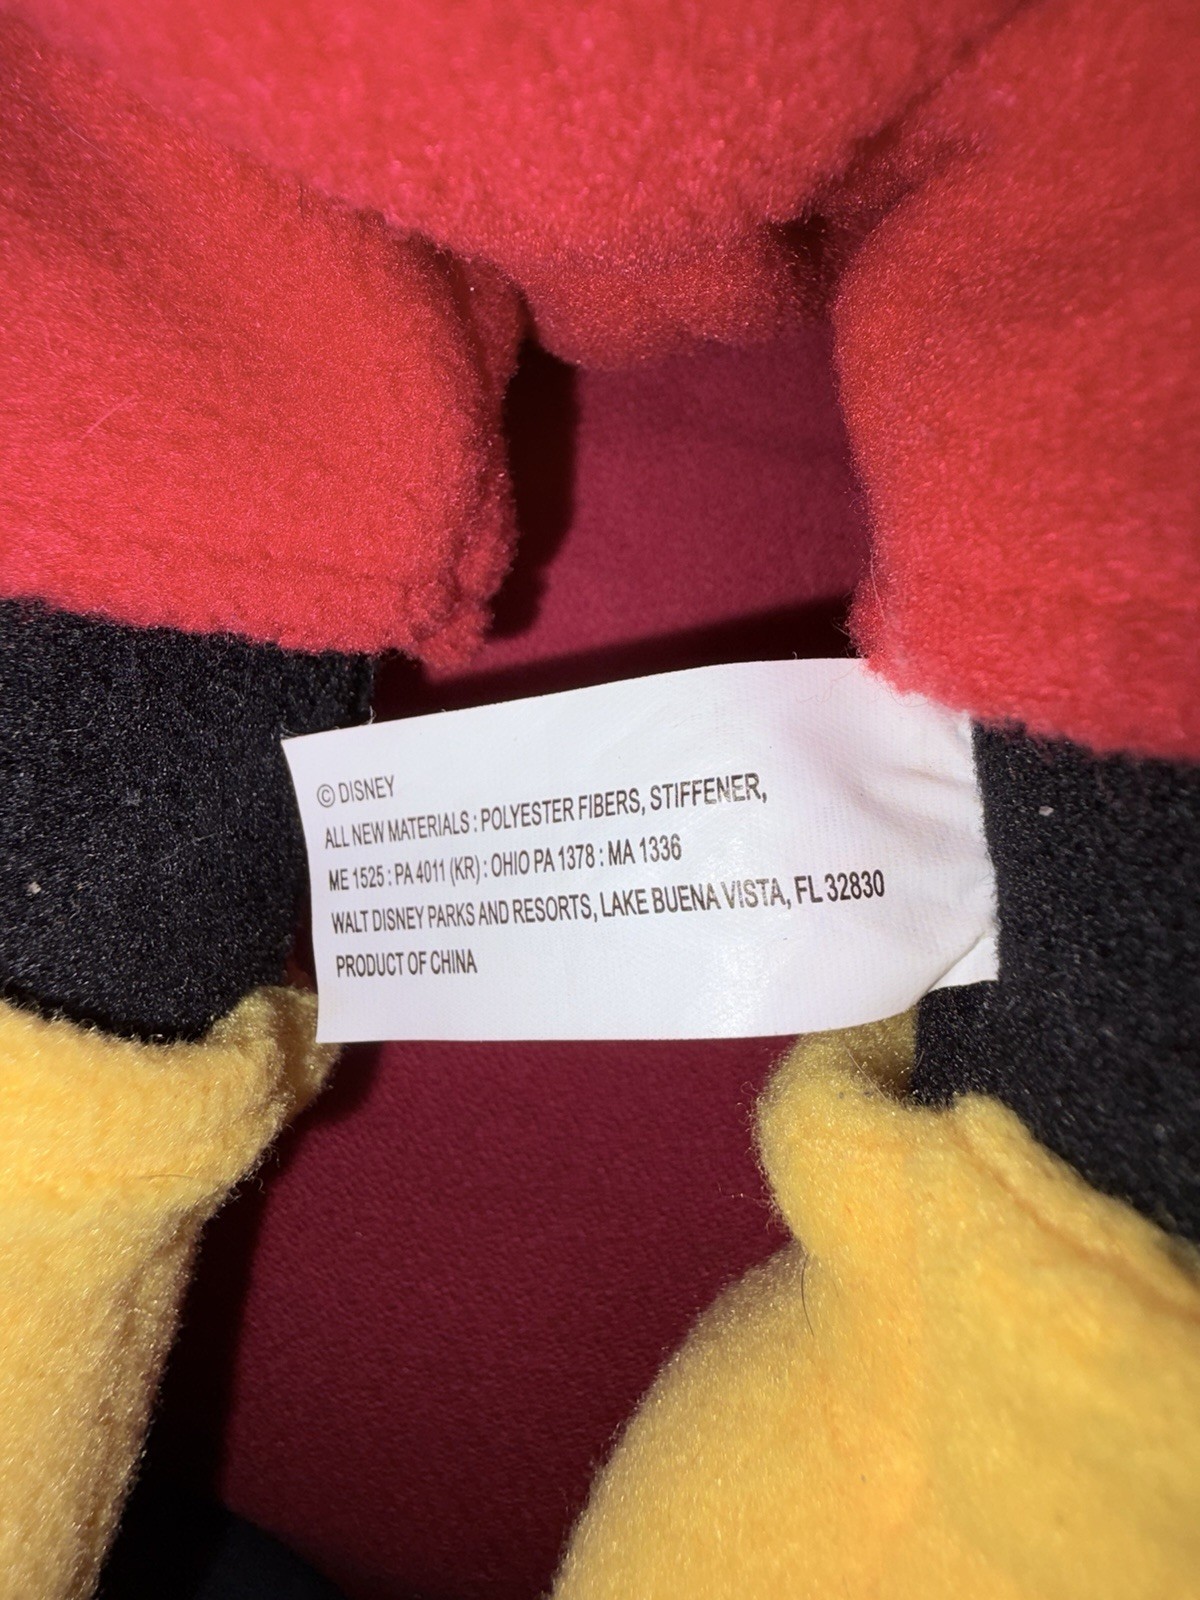 © DISNEY
ALL NEW MATERIALS : POLYESTER FIBERS, STIFFENER,
ME 1525 : PA 4011 (KR) : OHIO PA 1378 : MA 1336
WALT DISNEY PARKS AND RESORTS, LAKE BUENA VISTA, FL 32830
PRODUCT OF CHINA